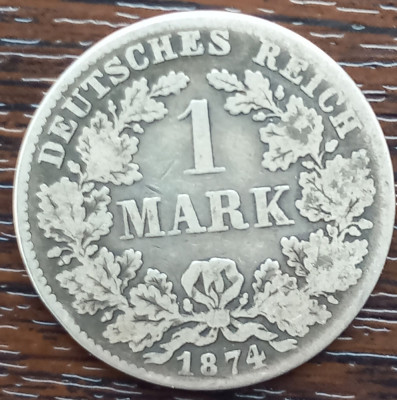 DEUTSCHES REICH
1
MARK
1874